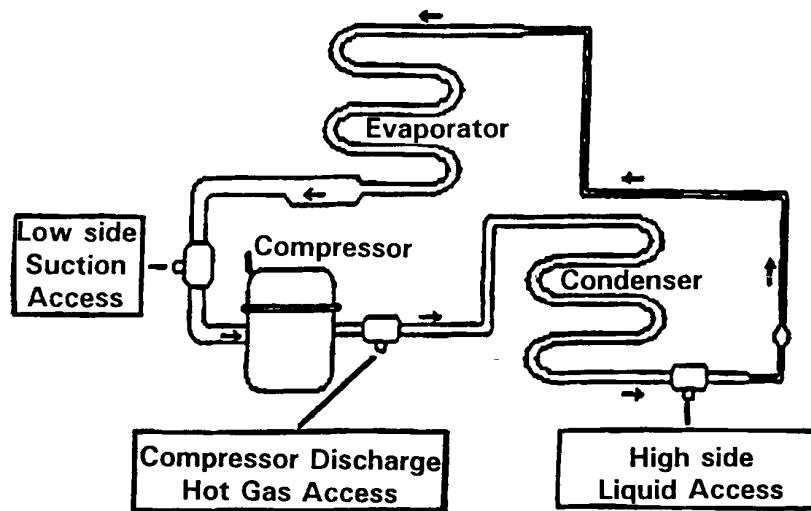 Evaporator
Low side
Suction
Access
Compressor
Condenser
Compressor Discharge
Hot Gas Access
High side
Liquid Access